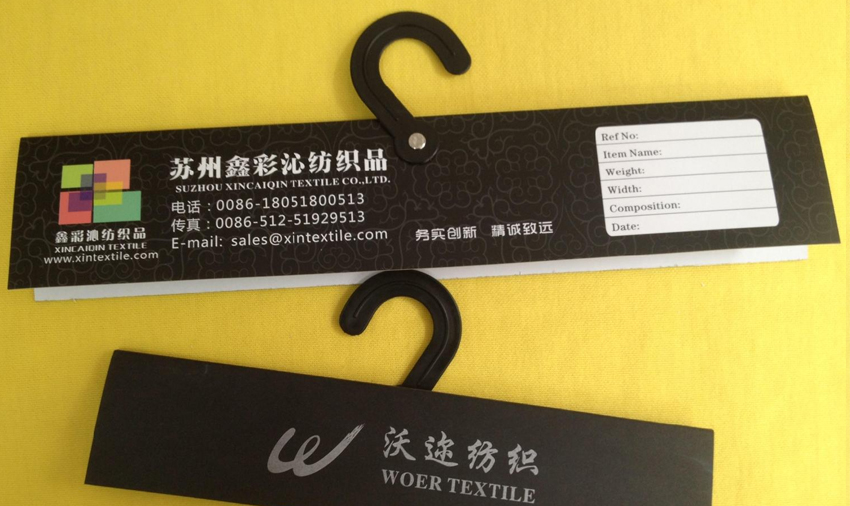 苏州鑫彩沁纺织品
SUZHOU XINCAIQIN TEXTILE CO.,LTD.
电话：0086-18051800513
传真：0086-512-51929513
E-mail: sales@xintextile.com
鑫彩沁纺织品
XINCAIQIN TEXTILE
www.xintextile.com
务实创新 精诚致远
Ref No:
Item Name:
Weight:
Width:
Composition:
Date:
沃迩纺织
WOER TEXTILE